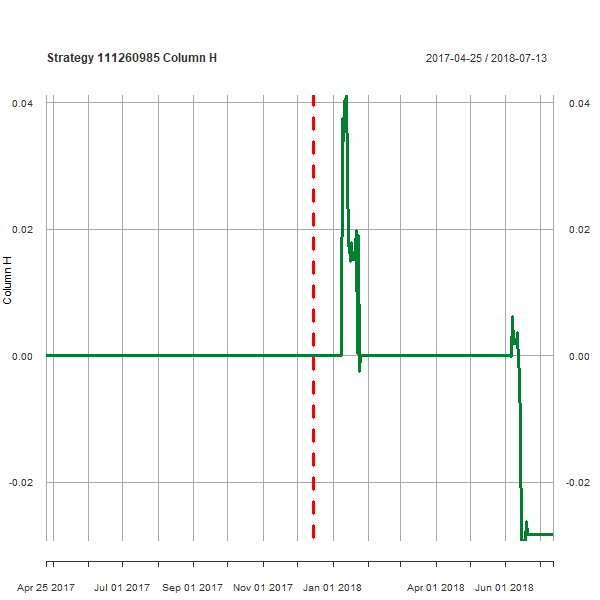 Strategy 111260985 Column H
2017-04-25 / 2018-07-13
0.04
0.04
0.02
0.02
Column H
0.00
0.00
-0.02
-0.02
Apr 25 2017
Jul 01 2017
Sep 01 2017
Nov 01 2017
Jan 01 2018
Apr 01 2018
Jun 01 2018